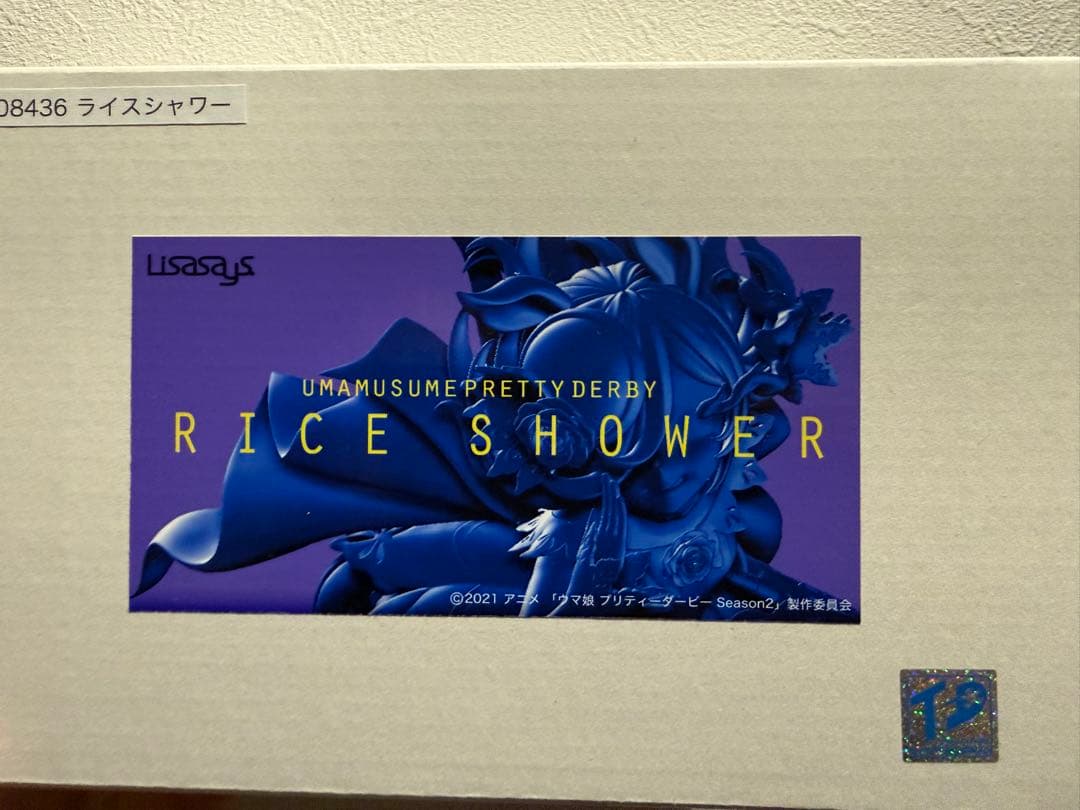 08436 ライスシャワー
Lisasays
UMAMUSUME PRETTY DERBY
RICE SHOWER
©2021 アニメ「ウマ娘 プリティーダービー Season2」製作委員会